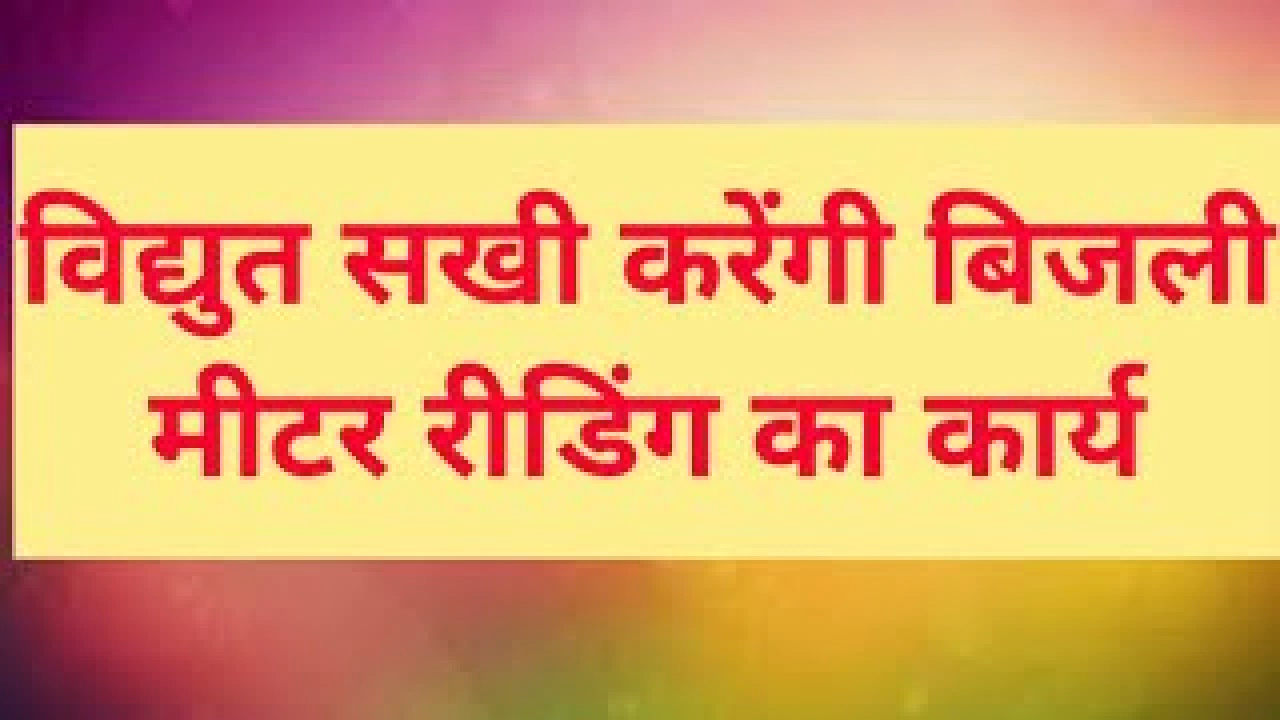 विद्युत सखी करेंगी बिजली
मीटर रीडिंग का कार्य